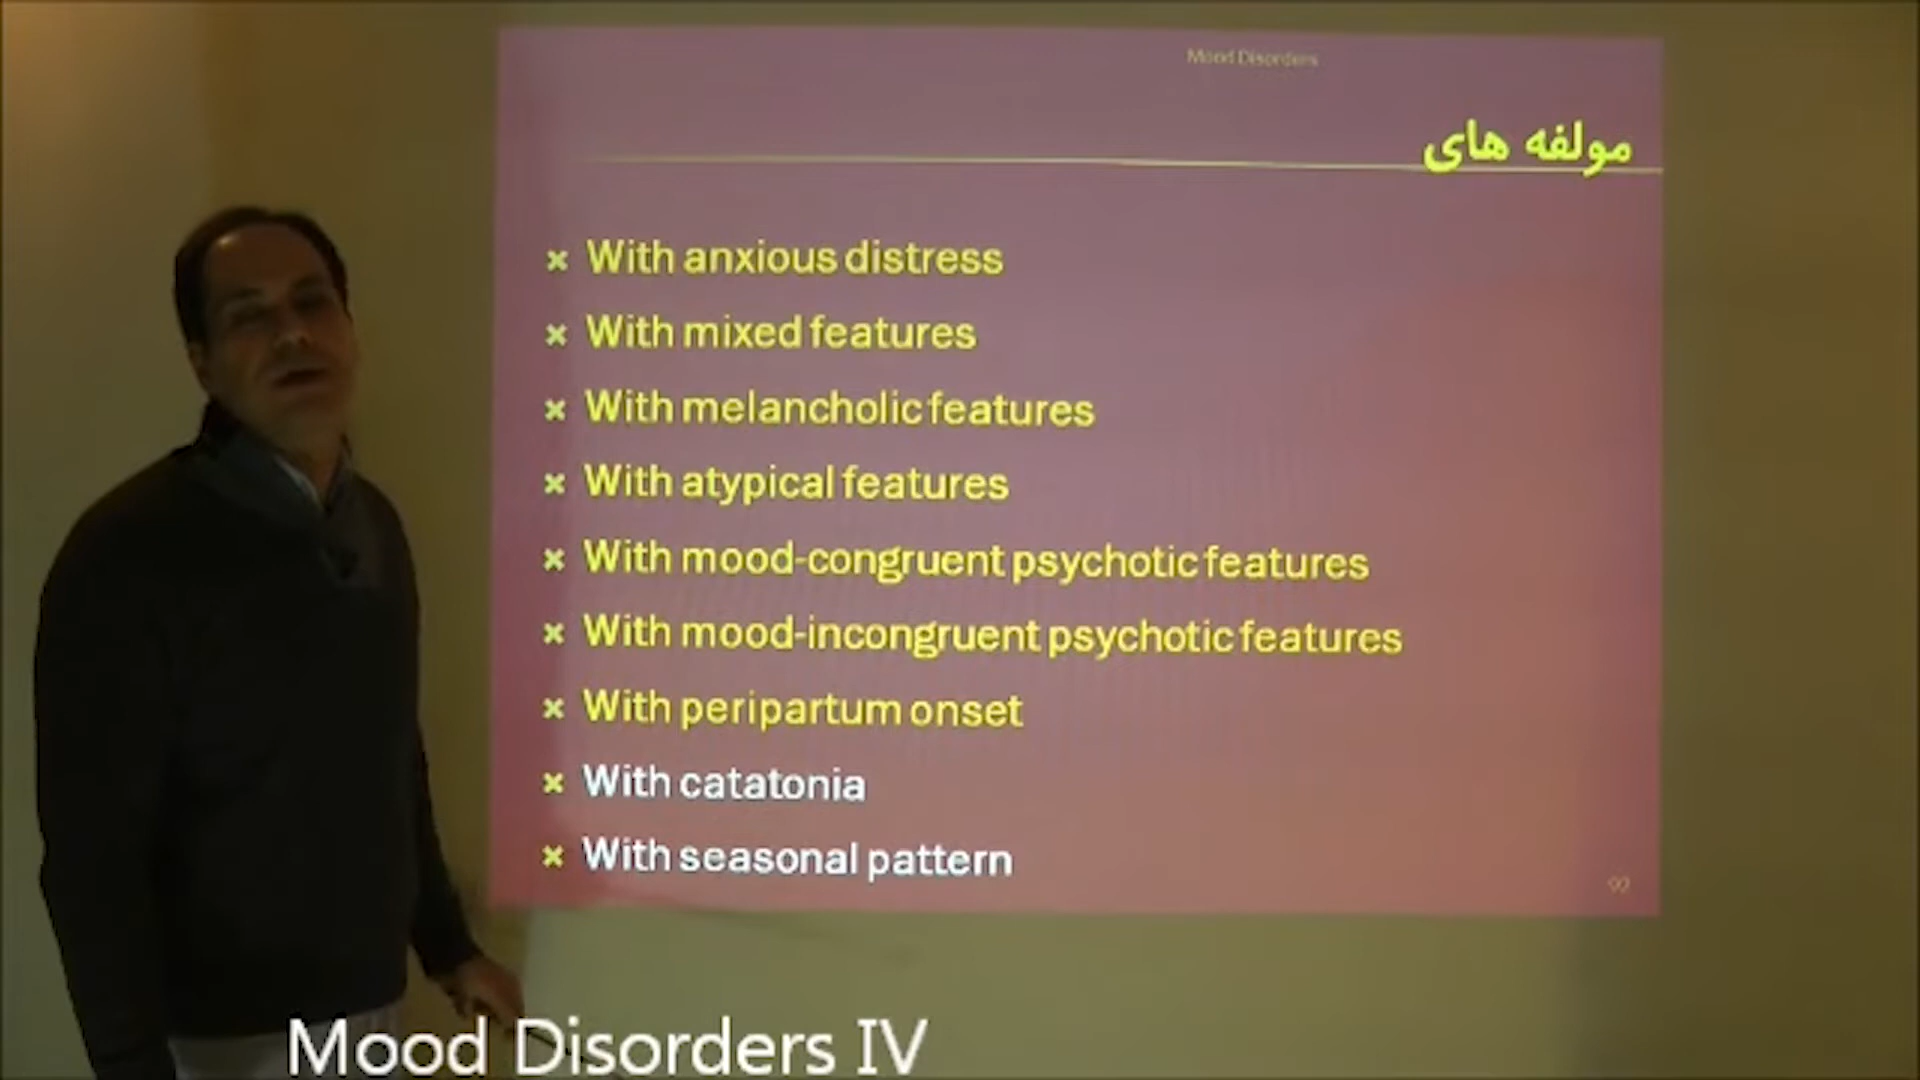 Mood Disorders
مولفه های
With anxious distress
With mixed features
With melancholic features
With atypical features
With mood-congruent psychotic features
With mood-incongruent psychotic features
With peripartum onset
With catatonia
With seasonal pattern
Mood Disorders IV